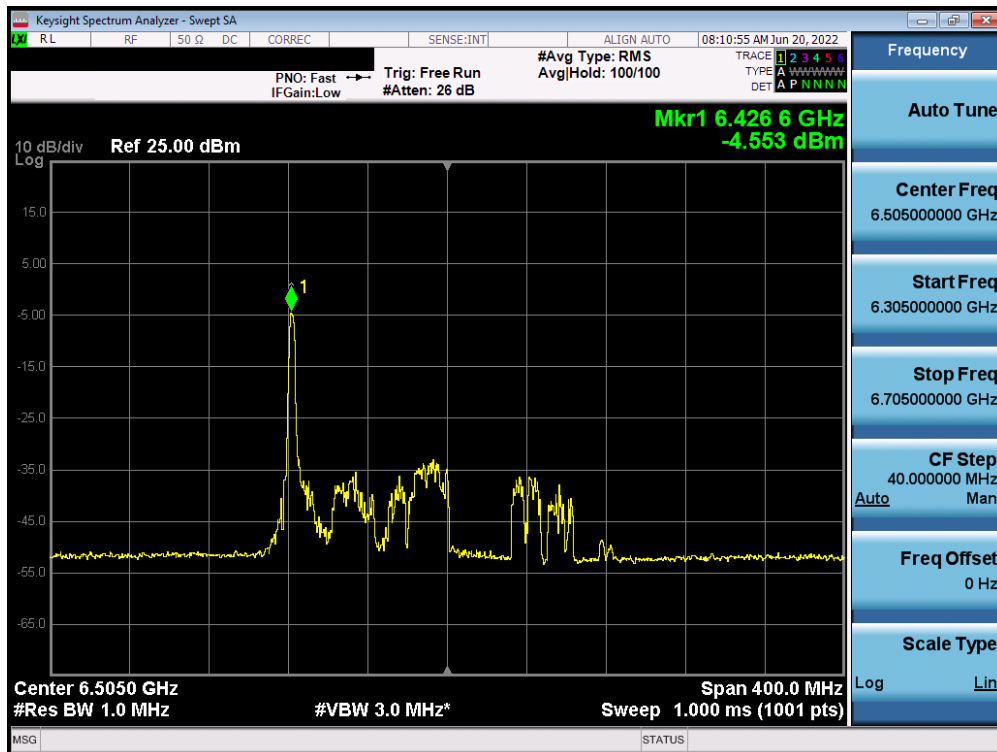 Keysight Spectrum Analyzer - Swept SA
LXI RL RF 50 Ω DC CORREC SENSE:INT ALIGN AUTO 08:10:55 AM Jun 20, 2022
PNO: Fast
IFGain:Low
Trig: Free Run
#Atten: 26 dB
#Avg Type: RMS
Avg|Hold: 100/100
TRACE 1 2 3 4 5 6
TYPE A WWWWW
DET A P N N N N
Mkr1 6.426 6 GHz
-4.553 dBm
10 dB/div
Log
Ref 25.00 dBm
15.0
5.00
1
-5.00
-15.0
-25.0
-35.0
-45.0
-55.0
-65.0
Center 6.5050 GHz
Span 400.0 MHz
#Res BW 1.0 MHz
#VBW 3.0 MHz*
Sweep 1.000 ms (1001 pts)
MSG
STATUS
Frequency
Auto Tune
Center Freq
6.505000000 GHz
Start Freq
6.305000000 GHz
Stop Freq
6.705000000 GHz
CF Step
40.000000 MHz
Auto Man
Freq Offset
0 Hz
Scale Type
Log Lin